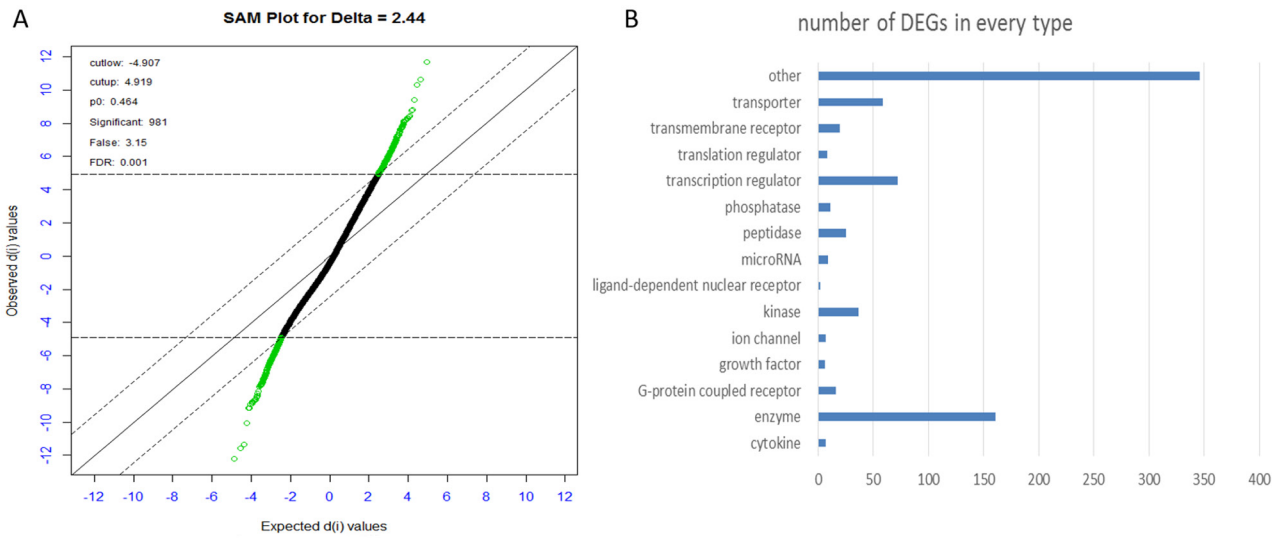 A
SAM Plot for Delta = 2.44
cutlow: -4.907
cutup: 4.919
p0: 0.464
Significant: 981
False: 3.15
FDR: 0.001
12
10
8
6
4
2
0
-2
-4
-6
-8
-10
-12
Observed d(i) values
-12 -10 -8 -6 -4 -2 0 2 4 6 8 10 12
Expected d(i) values
B
number of DEGs in every type
other
transporter
transmembrane receptor
translation regulator
transcription regulator
phosphatase
peptidase
microRNA
ligand-dependent nuclear receptor
kinase
ion channel
growth factor
G-protein coupled receptor
enzyme
cytokine
0 50 100 150 200 250 300 350 400